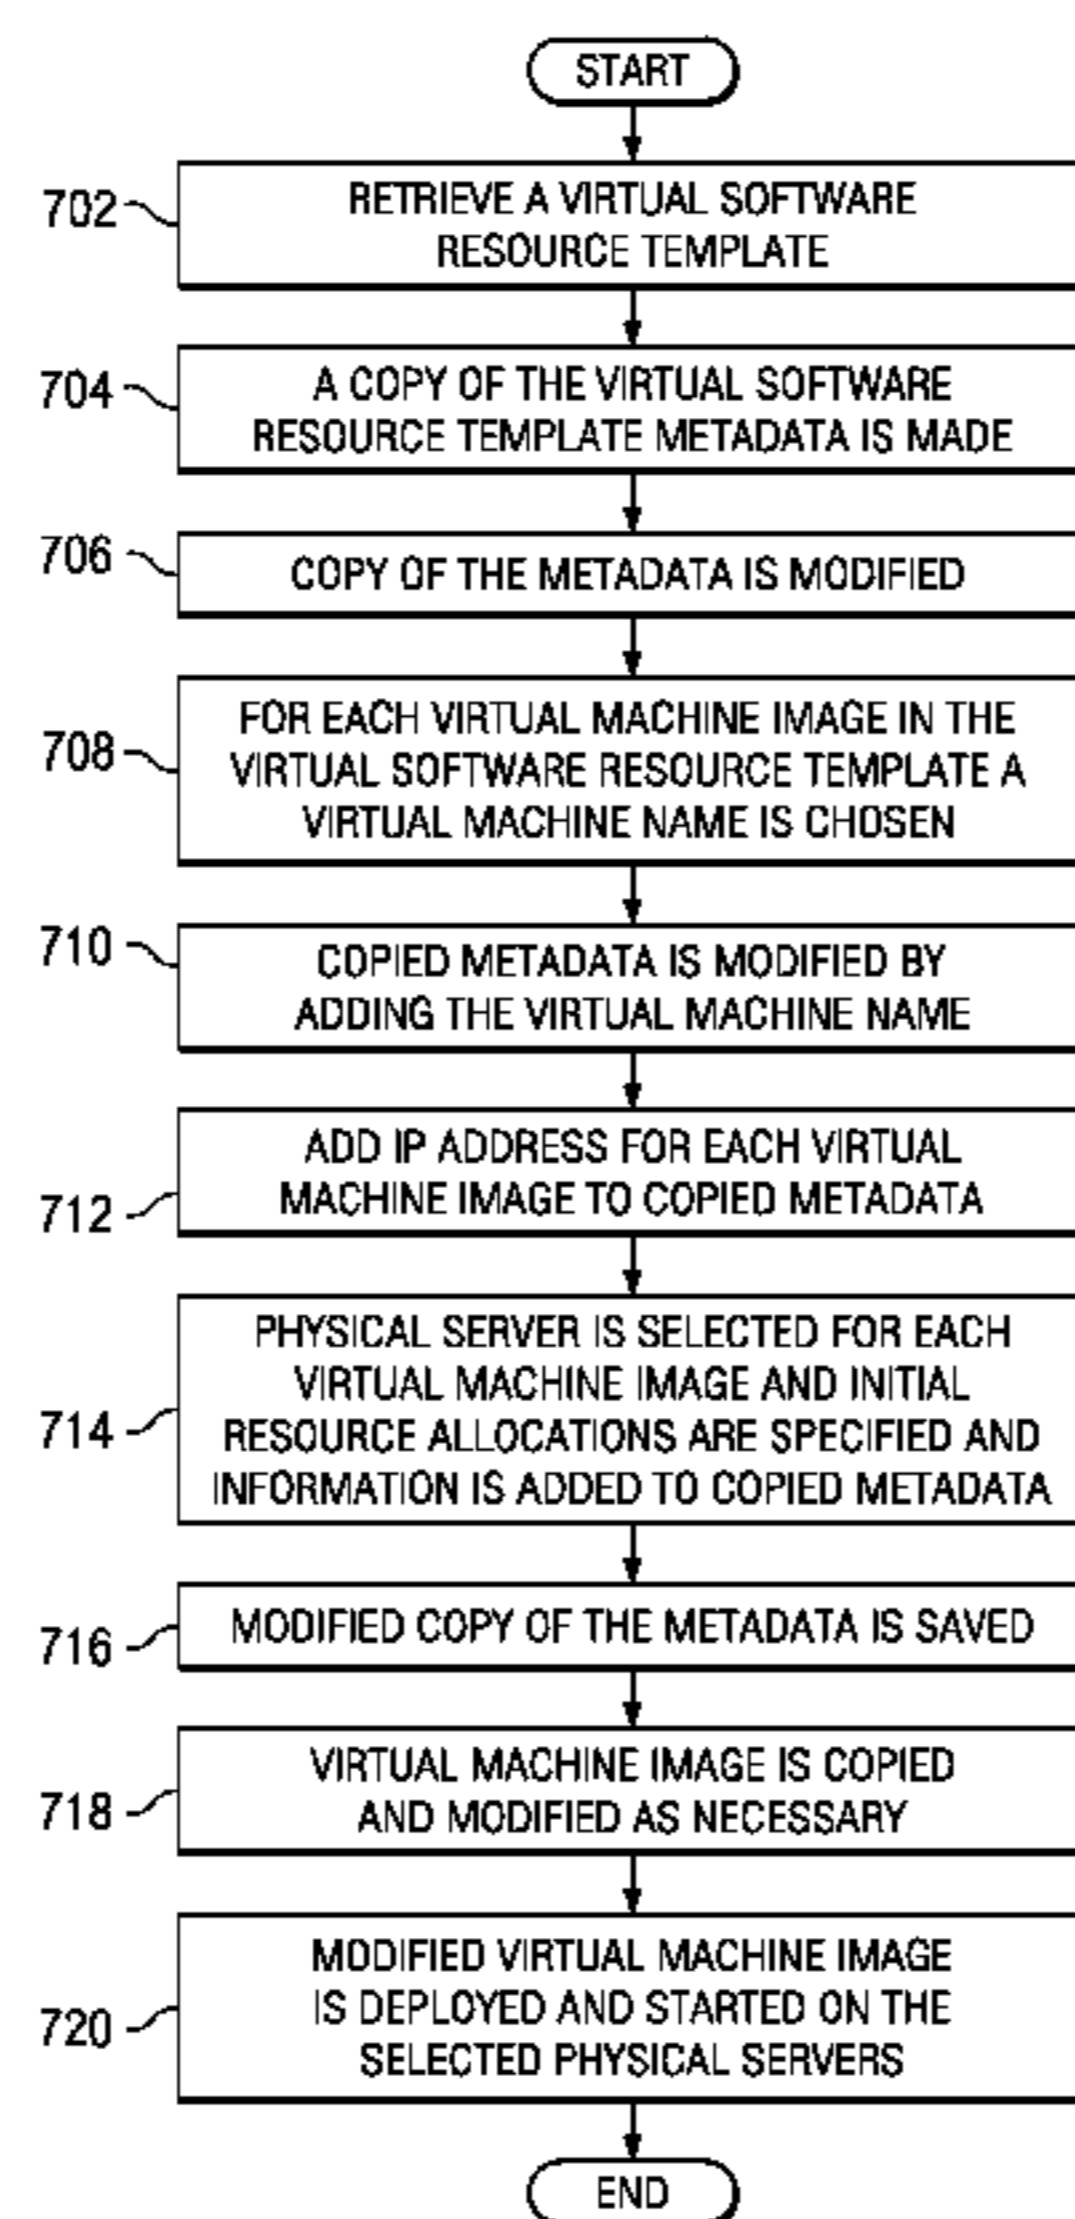 START
702
RETRIEVE A VIRTUAL SOFTWARE
RESOURCE TEMPLATE
704
A COPY OF THE VIRTUAL SOFTWARE
RESOURCE TEMPLATE METADATA IS MADE
706
COPY OF THE METADATA IS MODIFIED
708
FOR EACH VIRTUAL MACHINE IMAGE IN THE
VIRTUAL SOFTWARE RESOURCE TEMPLATE A
VIRTUAL MACHINE NAME IS CHOSEN
710
COPIED METADATA IS MODIFIED BY
ADDING THE VIRTUAL MACHINE NAME
712
ADD IP ADDRESS FOR EACH VIRTUAL
MACHINE IMAGE TO COPIED METADATA
714
PHYSICAL SERVER IS SELECTED FOR EACH
VIRTUAL MACHINE IMAGE AND INITIAL
RESOURCE ALLOCATIONS ARE SPECIFIED AND
INFORMATION IS ADDED TO COPIED METADATA
716
MODIFIED COPY OF THE METADATA IS SAVED
718
VIRTUAL MACHINE IMAGE IS COPIED
AND MODIFIED AS NECESSARY
720
MODIFIED VIRTUAL MACHINE IMAGE
IS DEPLOYED AND STARTED ON THE
SELECTED PHYSICAL SERVERS
END